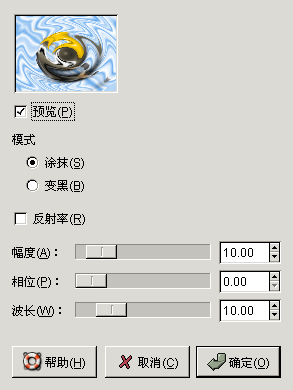 预览(P)
模式
涂抹(S)
变黑(B)
反射率(R)
幅度(A)： 10.00
相位(P)： 0.00
波长(W)： 10.00
帮助(H) 取消(C) 确定(O)